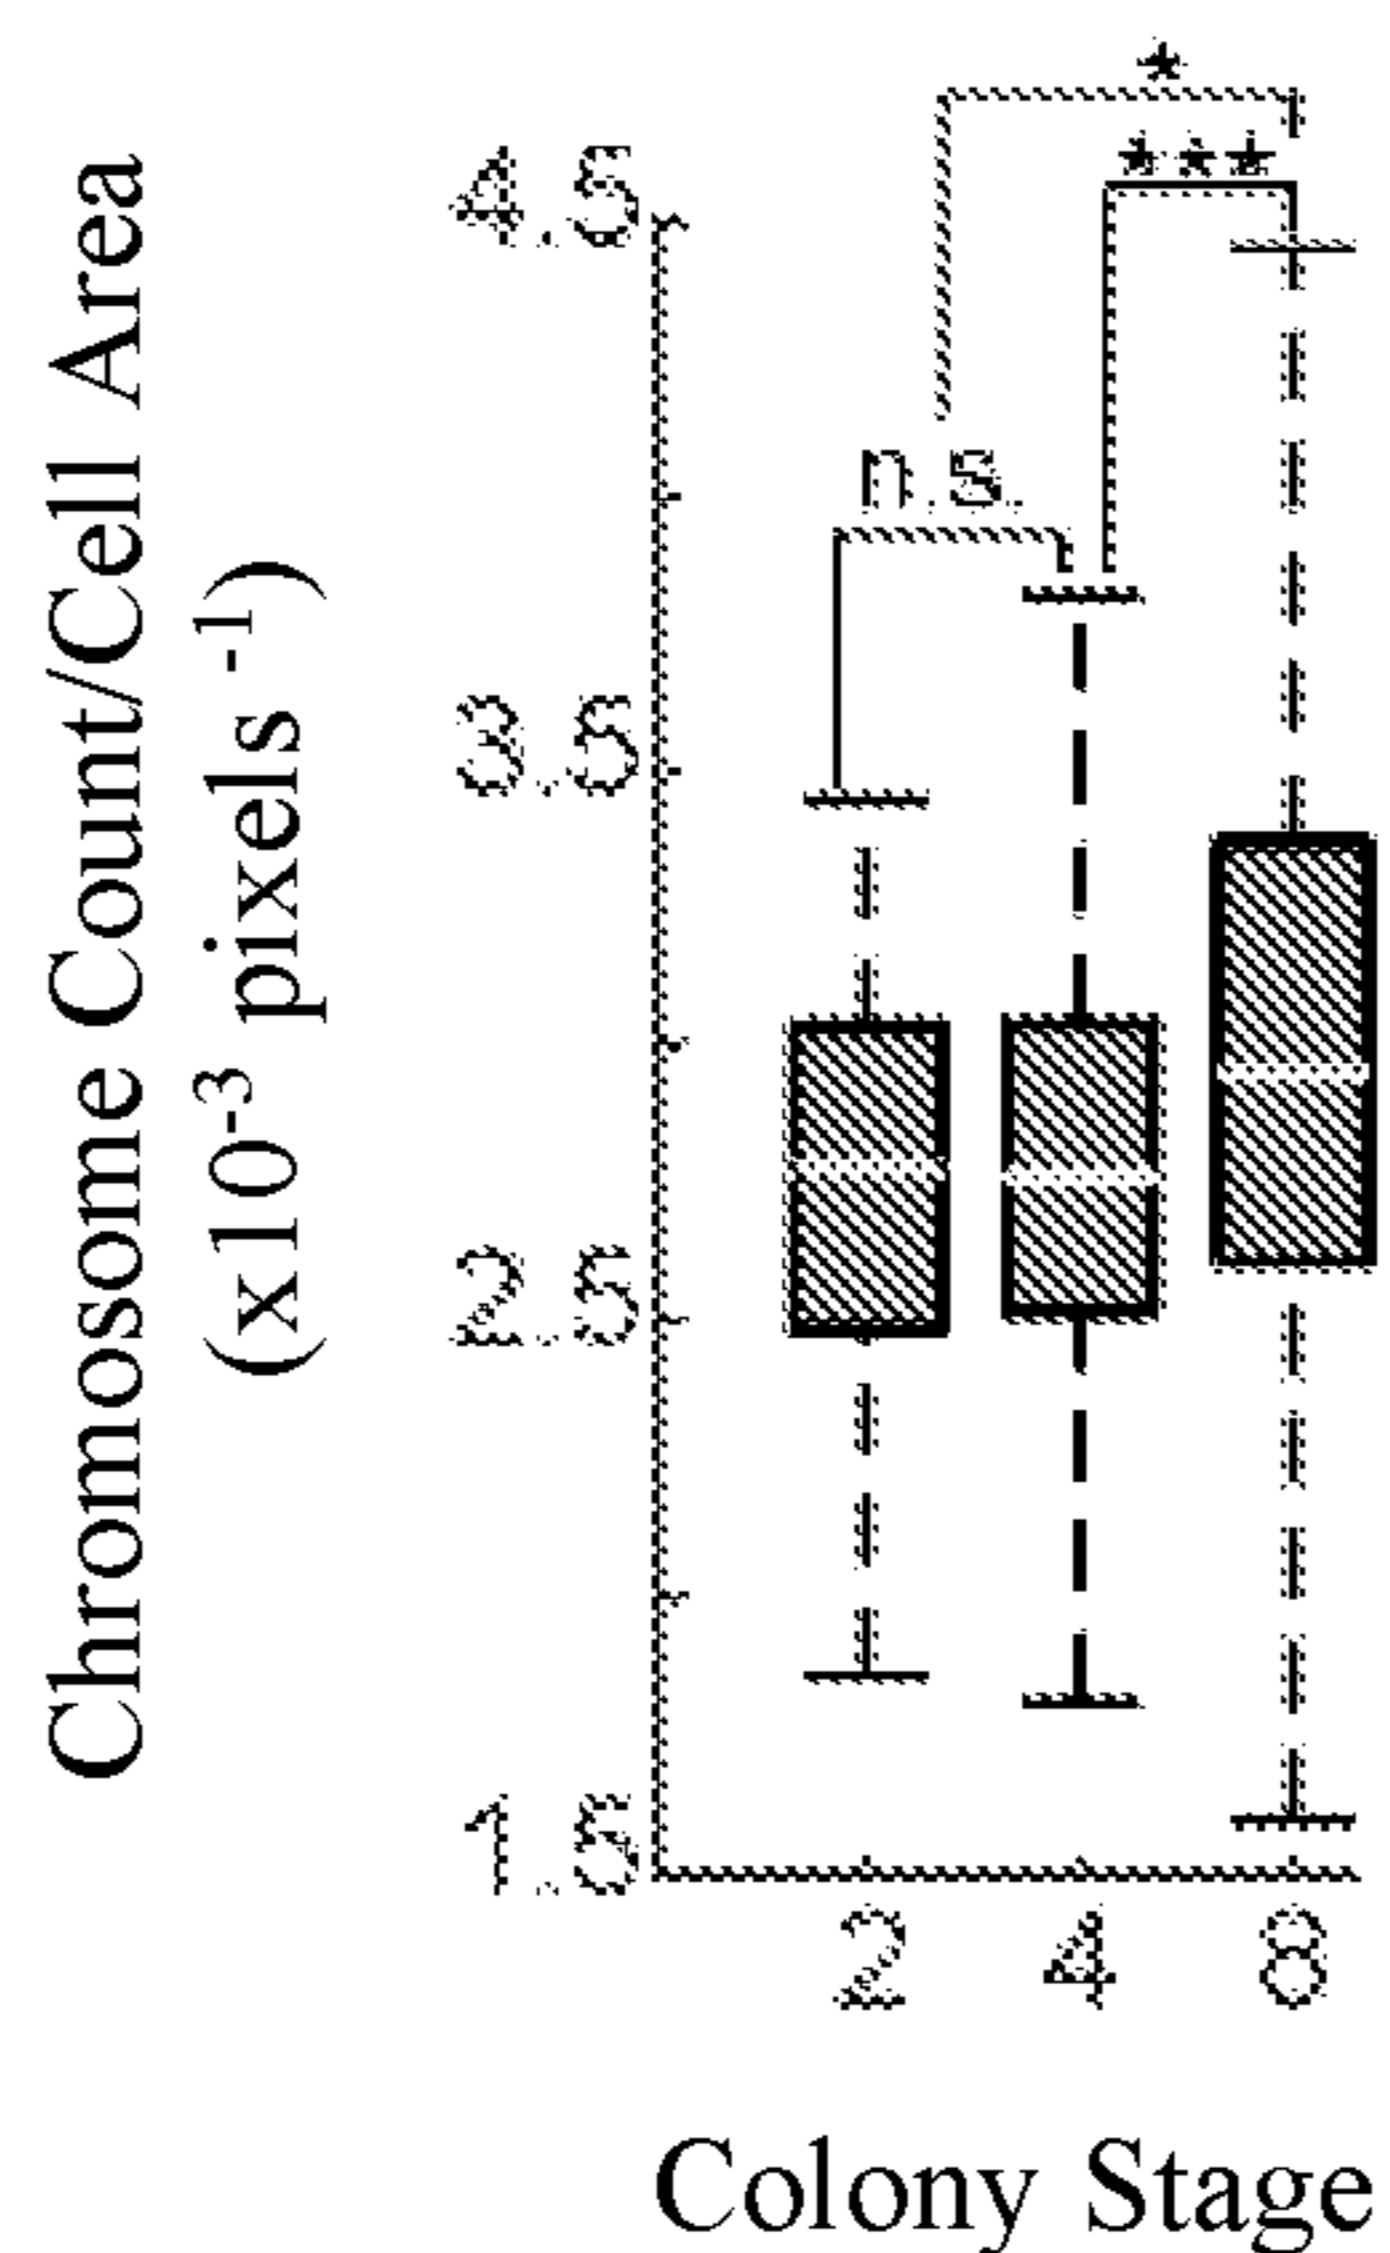 Chromosome Count/Cell Area
(x10⁻³ pixels ⁻¹)
*
***
4.5
n.s.
3.5
2.5
1.5
2 4 8
Colony Stage